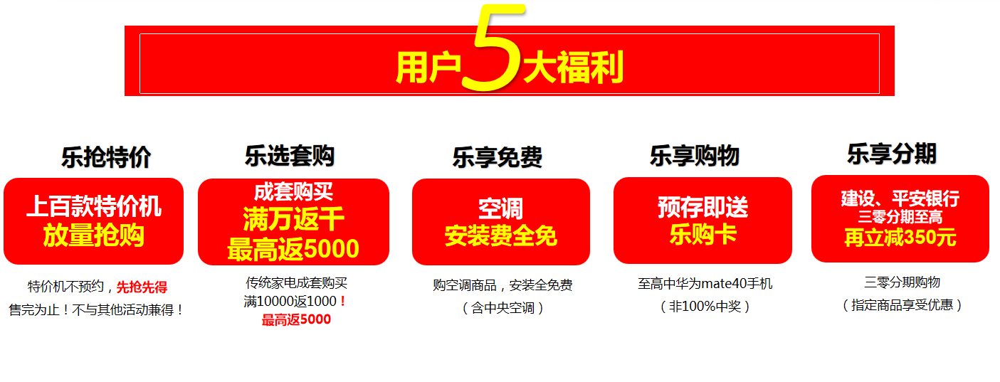 用户5大福利
乐抢特价
上百款特价机
放量抢购
特价机不预约，先抢先得
售完为止！不与其他活动兼得！
乐选套购
成套购买
满万返千
最高返5000
传统家电成套购买
满10000返1000！
最高返5000
乐享免费
空调
安装费全免
购空调商品，安装全免费
（含中央空调）
乐享购物
预存即送
乐购卡
至高中华为mate40手机
（非100%中奖）
乐享分期
建设、平安银行
三零分期至高
再立减350元
三零分期购物
（指定商品享受优惠）